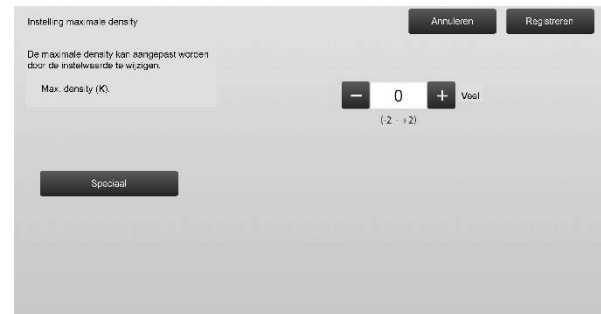 Instelling maximale density
Annuleren
Registreren
De maximale density kan aangepast worden
door de instelwaarde te wijzigen.
Max. density (K).
− 0 + Veel
(-2 - +2)
Speciaal